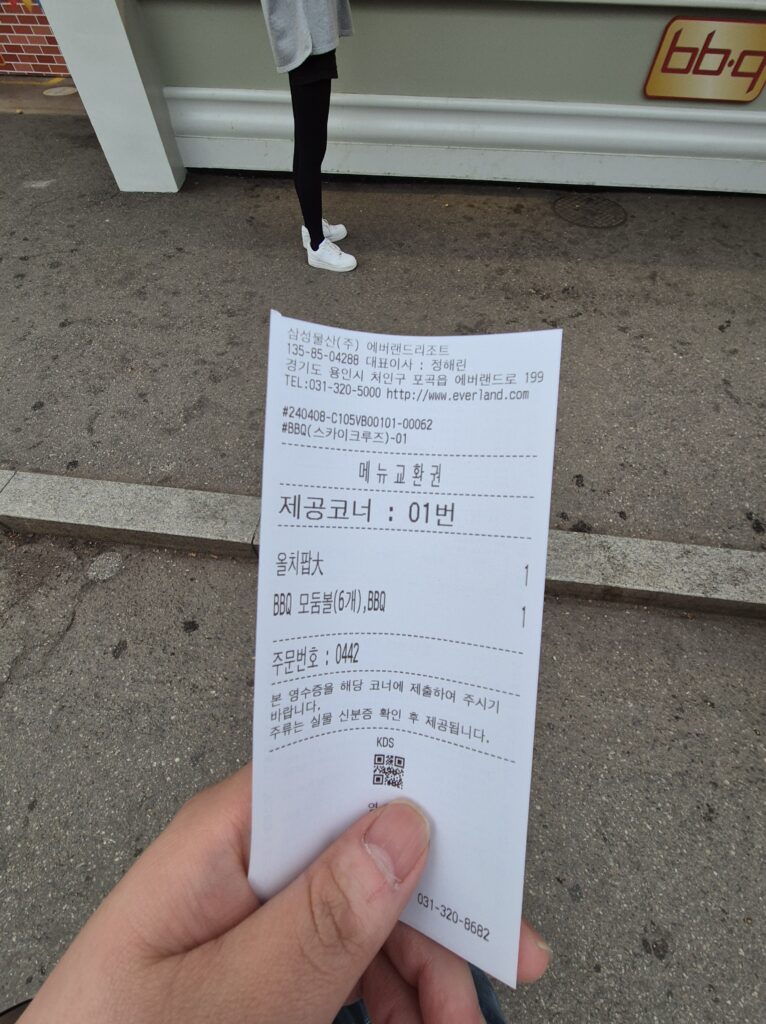 bb.q
삼성물산(주) 에버랜드리조트
135-85-04288 대표이사 : 정해린
경기도 용인시 처인구 포곡읍 에버랜드로 199
TEL:031-320-5000 http://www.everland.com
#240408-C105VB00101-00062
#BBQ(스카이크루즈)-01
메뉴교환권
제공코너 : 01번
올치팝大 1
BBQ 모둠볼(6개),BBQ 1
주문번호 : 0442
본 영수증을 해당 코너에 제출하여 주시기
바랍니다.
주류는 실물 신분증 확인 후 제공됩니다.
KDS
031-320-8682